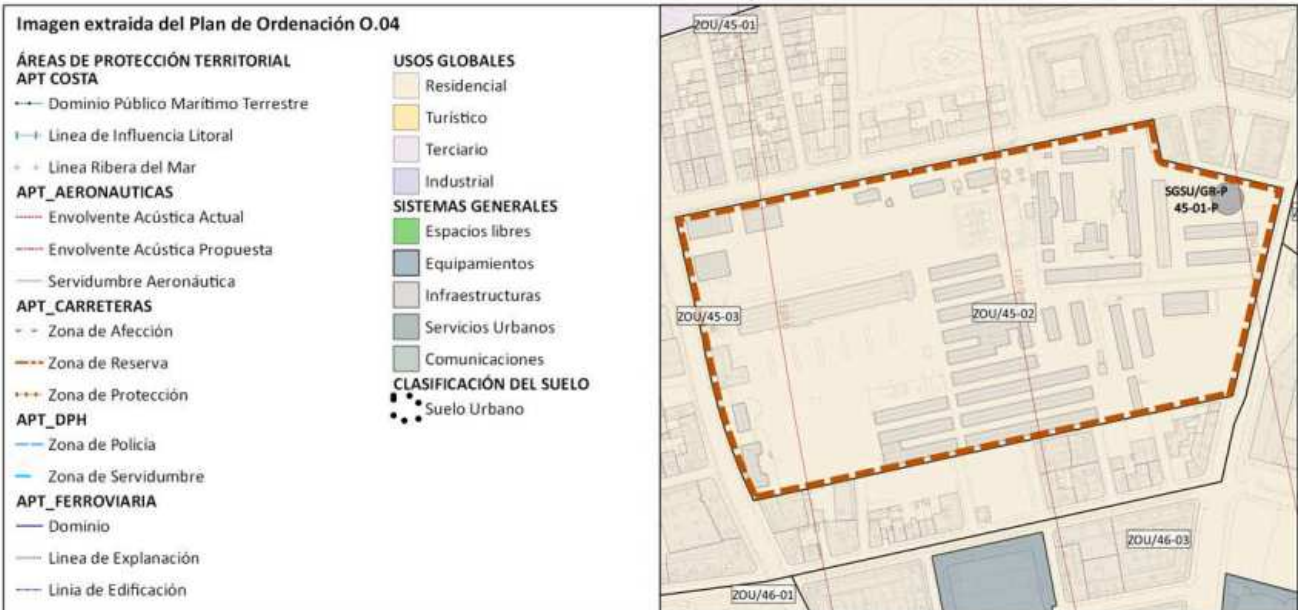 Imagen extraida del Plan de Ordenación O.04
ÁREAS DE PROTECCIÓN TERRITORIAL
APT COSTA
Dominio Público Marítimo Terrestre
Linea de Influencia Litoral
Linea Ribera del Mar
APT_AERONAUTICAS
Envolvente Acústica Actual
Envolvente Acústica Propuesta
Servidumbre Aeronáutica
APT_CARRETERAS
Zona de Afección
Zona de Reserva
Zona de Protección
APT_DPH
Zona de Policía
Zona de Servidumbre
APT_FERROVIARIA
Dominio
Linea de Explanación
Linia de Edificación
USOS GLOBALES
Residencial
Turístico
Terciario
Industrial
SISTEMAS GENERALES
Espacios libres
Equipamientos
Infraestructuras
Servicios Urbanos
Comunicaciones
CLASIFICACIÓN DEL SUELO
Suelo Urbano
ZOU/45-01
SGSU/GR-P
45-01-P
ZOU/45-03
ZOU/45-02
ZOU/46-03
ZOU/46-01